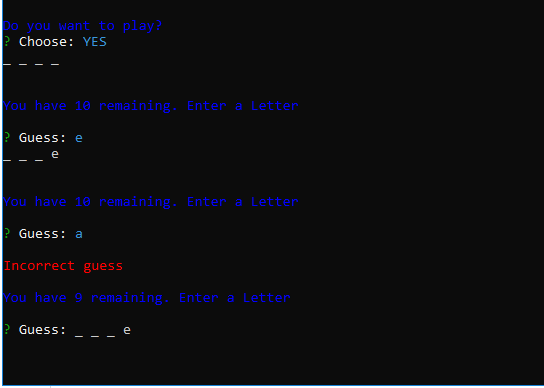 Do you want to play?
? Choose: YES
_ _ _ _
You have 10 remaining. Enter a Letter
? Guess: e
_ _ _ e
You have 10 remaining. Enter a Letter
? Guess: a
Incorrect guess
You have 9 remaining. Enter a Letter
? Guess: _ _ _ e